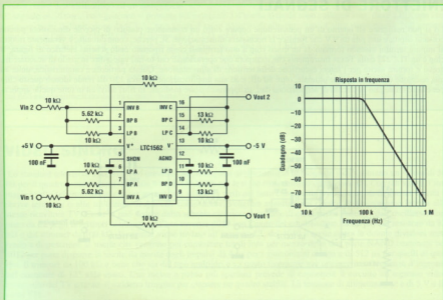 10 kΩ
Vout 2
10 kΩ
Vin 2
5.62 kΩ
10 kΩ
1 INV B
2 BP B
3 LP B
4 V+
5 SHDN
6 LP A
7 BP A
8 INV A
LTC1562
INV C 16
BP C 15
LP C 14
V- 13
AGND 12
LP D 11
BP D 10
INV D 9
13 kΩ
10 kΩ
+5 V
-5 V
100 nF
100 nF
10 kΩ
5.62 kΩ
10 kΩ
Vin 1
10 kΩ
13 kΩ
Vout 1
10 kΩ
Risposta in frequenza
Guadagno (dB)
10
0
-10
-20
-30
-40
-50
-60
-70
-80
10 k
100 k
1 M
Frequenza (Hz)